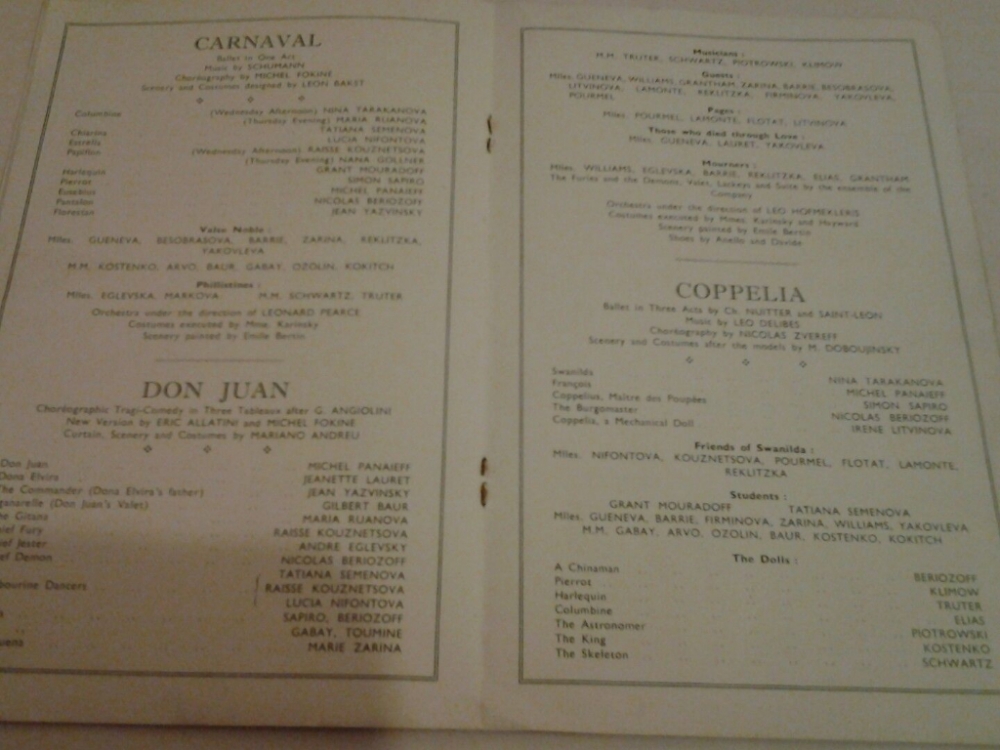 CARNAVAL
Ballet in One Act
Music by SCHUMANN
Choregraphy by MICHEL FOKINE
Scenery and Costumes designed by LEON BAKST
Columbine (Wednesday Afternoon) NINA TARAKANOVA
(Thursday Evening) MARIA RUANOVA
Chiarina TATIANA SEMENOVA
Estrella LUCIA NIFONTOVA
Papillon (Wednesday Afternoon) RAISSE KOUZNETSOVA
(Thursday Evening) NANA GOLLNER
Harlequin GRANT MOURADOFF
Pierrot SIMON SAPIRO
Eusebius MICHEL PANAIEFF
Pantalon NICOLAS BERIOZOFF
Florestan JEAN YAZVINSKY
Valse Noble :
Mlles. GUENEVA, BESOBRASOVA, BARRIE, ZARINA, REKLITZKA,
YAKOVLEVA
M.M. KOSTENKO, ARVO, BAUR, GABAY, OZOLIN, KOKITCH
Philistines :
Mlles. EGLEVSKA, MARKOVA M.M. SCHWARTZ, TRUTER
Orchestra under the direction of LEONARD PEARCE
Costumes executed by Mme. Karinsky
Scenery painted by Emile Bertin
DON JUAN
Choréographic Tragi-Comedy in Three Tableaux after G. ANGIOLINI
New Version by ERIC ALLATINI and MICHEL FOKINE
Curtain, Scenery and Costumes by MARIANO ANDREU
Don Juan MICHEL PANAIEFF
Dona Elvira JEANETTE LAURET
The Commander (Dona Elvira's father) JEAN YAZVINSKY
ganarelle (Don Juan's Valet) GILBERT BAUR
he Gitana MARIA RUANOVA
ief Fury RAISSE KOUZNETSOVA
ief Jester ANDRE EGLEVSKY
ef Demon NICOLAS BERIOZOFF
TATIANA SEMENOVA
bourine Dancers RAISSE KOUZNETSOVA
LUCIA NIFONTOVA
SAPIRO, BERIOZOFF
GABAY, TOUMINE
MARIE ZARINA
Musicians :
M.M. TRUTER, SCHWARTZ, PIOTROWSKI, KLIMOW
Guests :
Mlles. GUENEVA, WILLIAMS, GRANTHAM, ZARINA, BARRIE, BESOBRASOVA,
LITVINOVA, LAMONTE, REKLITZKA, FIRMINOVA, YAKOVLEVA,
POURMEL
Pages :
Mlles. POURMEL, LAMONTE, FLOTAT, LITVINOVA
Those who died through Love :
Mlles. GUENEVA, LAURET, YAKOVLEVA
Mourners :
Mlles. WILLIAMS, EGLEVSKA, BARRIE, REKLITZKA, ELIAS, GRANTHAM
The Furies and the Demons, Valets, Lackeys and Suite by the ensemble of the
Company
Orchestra under the direction of LEO HOFMEKLERIS
Costumes executed by Mmes. Karinsky and Hayward
Scenery painted by Emile Bertin
Shoes by Anello and Davide
COPPELIA
Ballet in Three Acts by Ch. NUITTER and SAINT-LEON
Music by LEO DELIBES
Choregraphy by NICOLAS ZVEREFF
Scenery and Costumes after the models by M. DOBOUJINSKY
Swanilda NINA TARAKANOVA
François MICHEL PANAIEFF
Coppelius, Maitre des Poupées SIMON SAPIRO
The Burgomaster NICOLAS BERIOZOFF
Coppelia, a Mechanical Doll IRENE LITVINOVA
Friends of Swanilda :
Mlles. NIFONTOVA, KOUZNETSOVA, POURMEL, FLOTAT, LAMONTE,
REKLITZKA
Students :
GRANT MOURADOFF TATIANA SEMENOVA
Mlles. GUENEVA, BARRIE, FIRMINOVA, ZARINA, WILLIAMS, YAKOVLEVA
M.M. GABAY, ARVO, OZOLIN, BAUR, KOSTENKO, KOKITCH
The Dolls :
A Chinaman BERIOZOFF
Pierrot KLIMOW
Harlequin TRUTER
Columbine ELIAS
The Astronomer PIOTROWSKI
The King KOSTENKO
The Skeleton SCHWARTZ